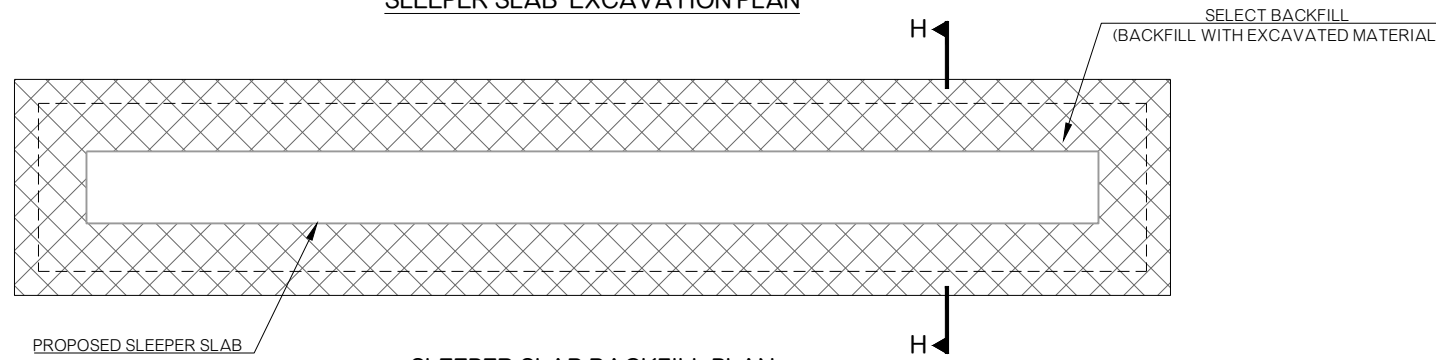 SLEEPER SLAB EXCAVATION PLAN
H
SELECT BACKFILL
(BACKFILL WITH EXCAVATED MATERIAL
PROPOSED SLEEPER SLAB
H
SLEEPER SLAB BACKFILL PLAN